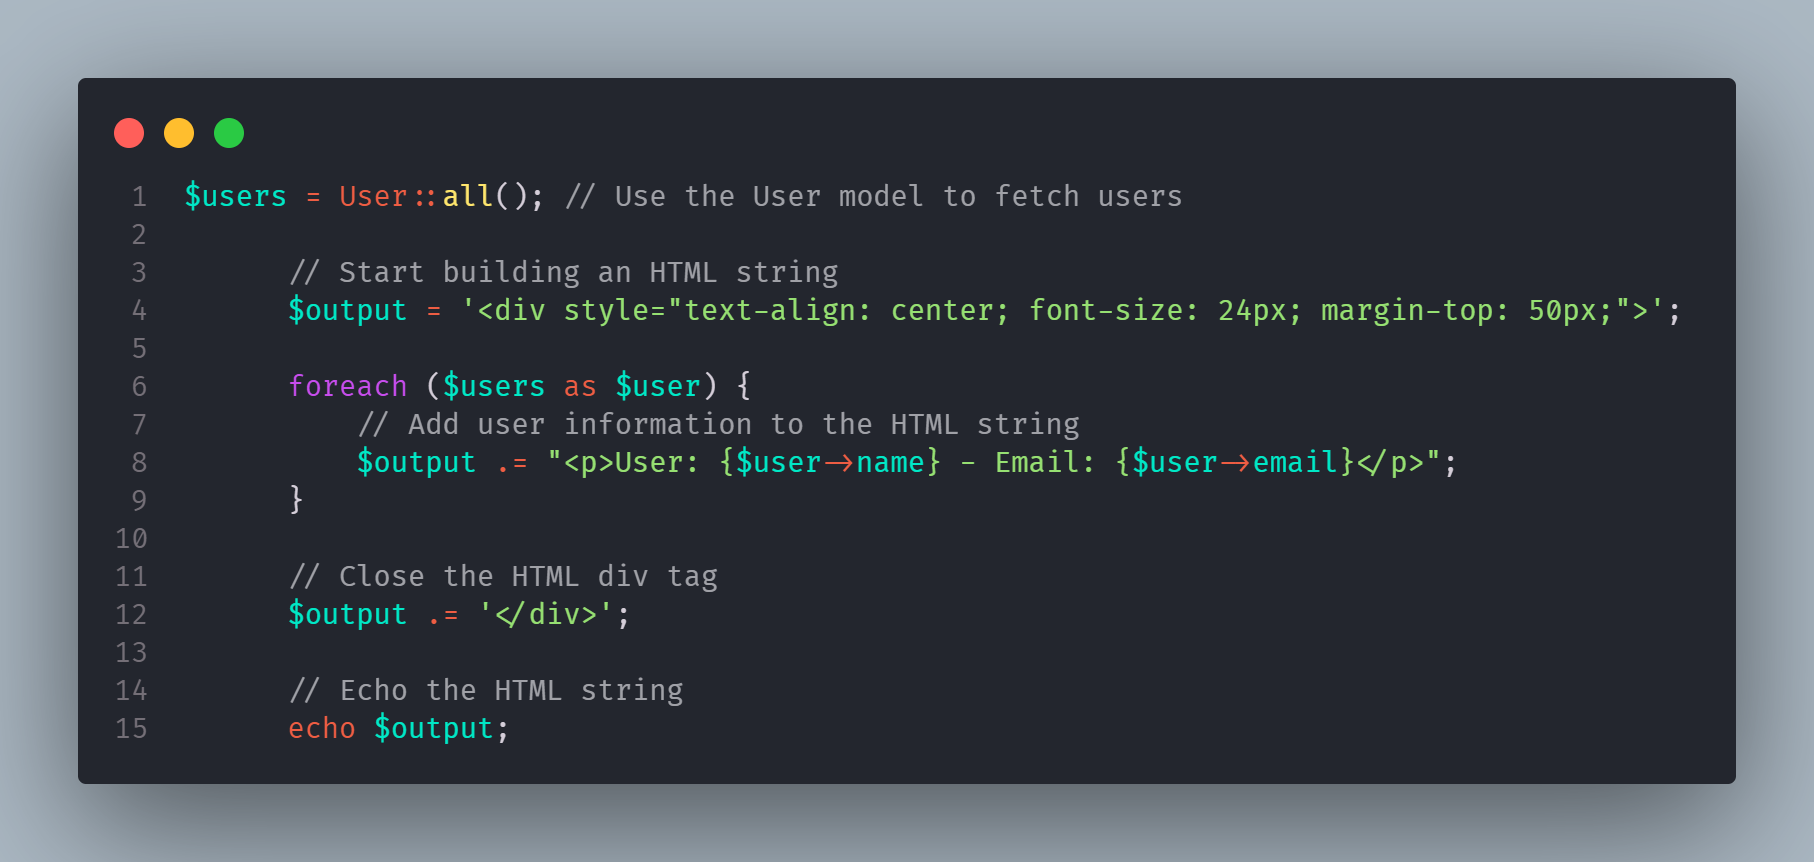 1 $users = User::all(); // Use the User model to fetch users
2
3 // Start building an HTML string
4 $output = '<div style="text-align: center; font-size: 24px; margin-top: 50px;">';
5
6 foreach ($users as $user) {
7 // Add user information to the HTML string
8 $output .= "<p>User: {$user->name} - Email: {$user->email}</p>";
9 }
10
11 // Close the HTML div tag
12 $output .= '</div>';
13
14 // Echo the HTML string
15 echo $output;